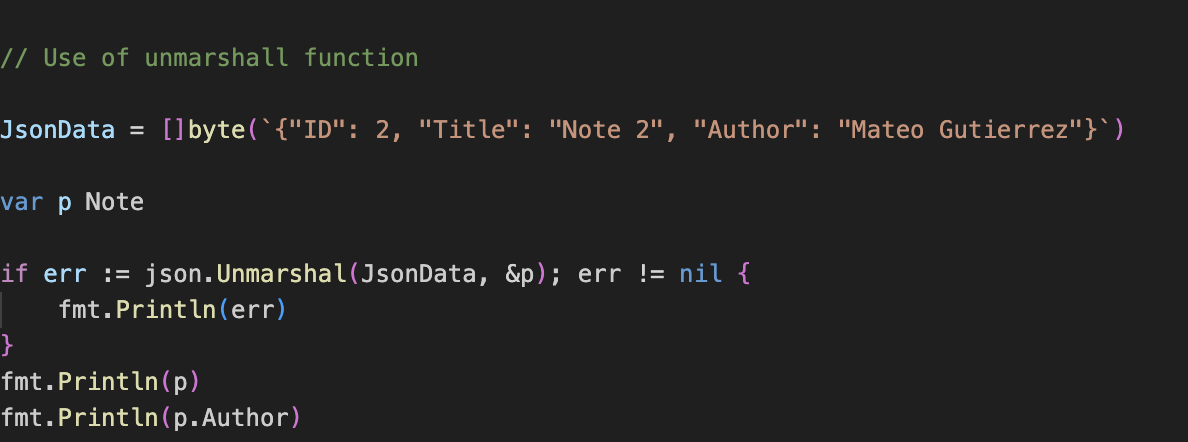 // Use of unmarshall function
JsonData = []byte(`{"ID": 2, "Title": "Note 2", "Author": "Mateo Gutierrez"}`)
var p Note
if err := json.Unmarshal(JsonData, &p); err != nil {
    fmt.Println(err)
}
fmt.Println(p)
fmt.Println(p.Author)